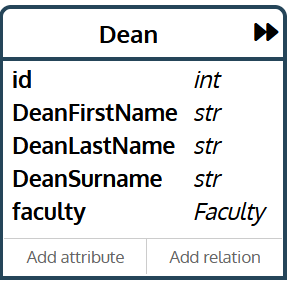 Dean
id int
DeanFirstName str
DeanLastName str
DeanSurname str
faculty Faculty
Add attribute Add relation